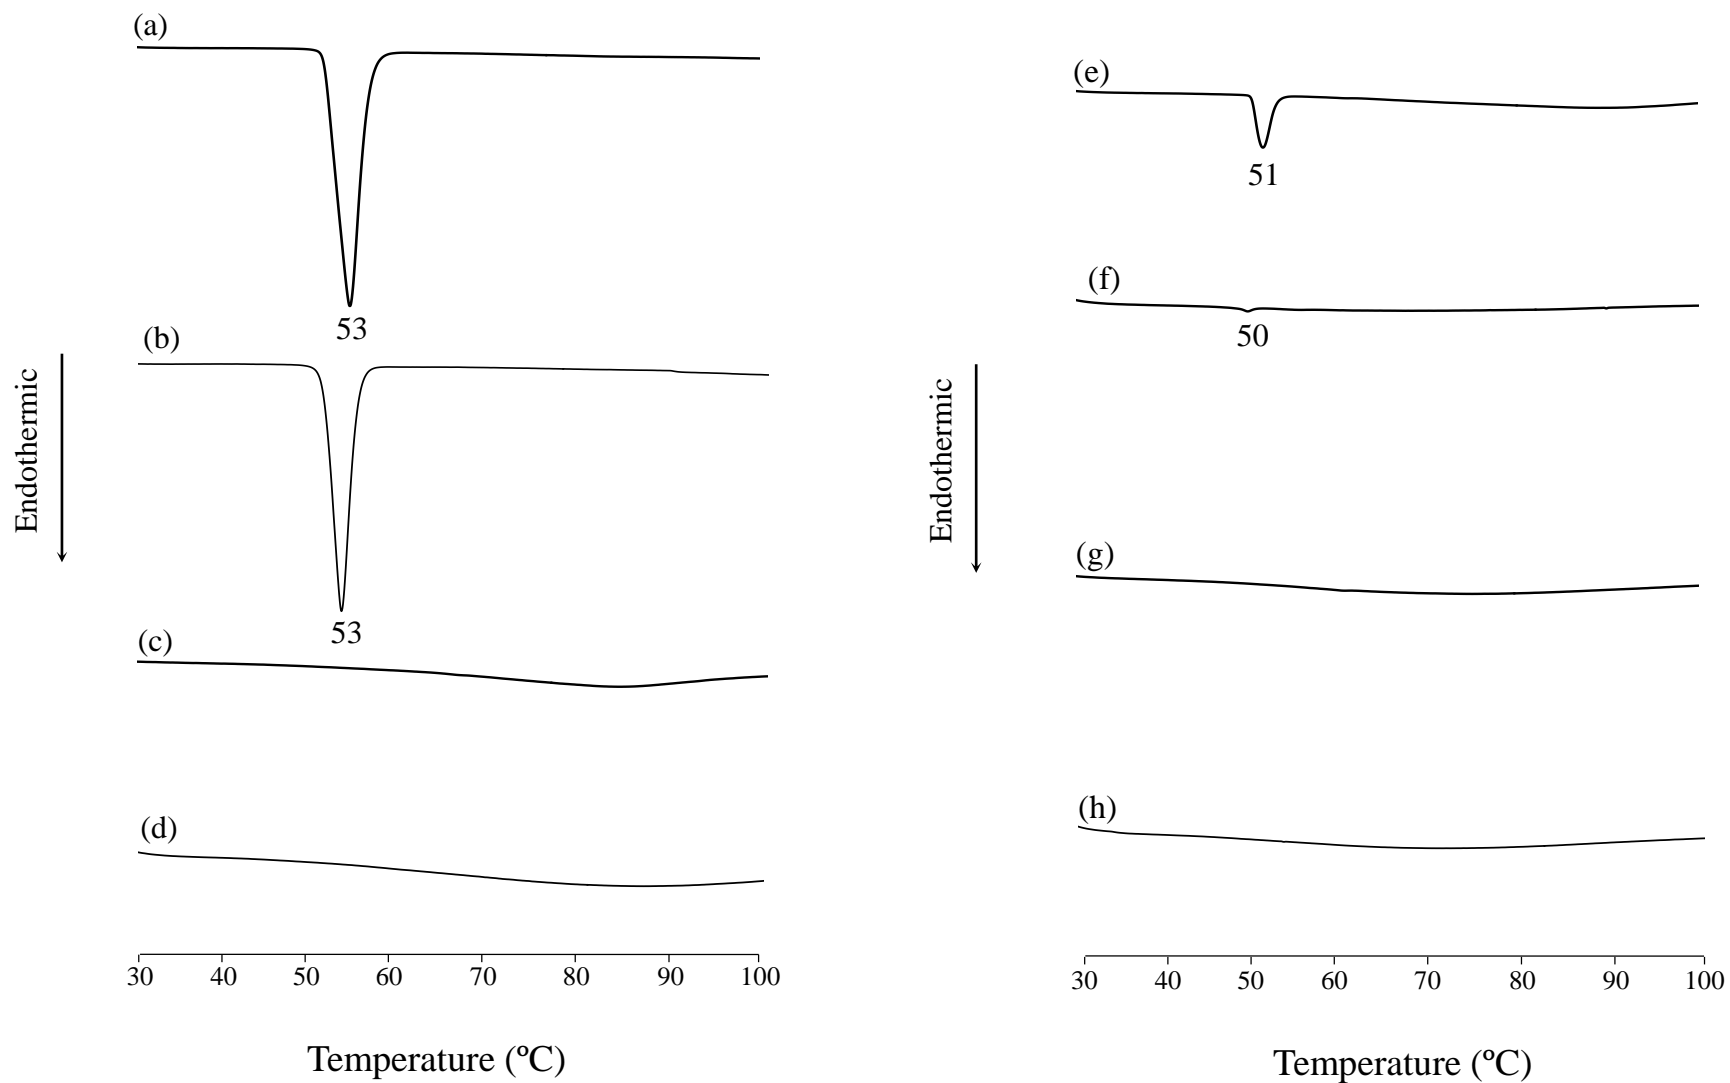 (a)
53
(b)
53
(c)
(d)
Endothermic
30 40 50 60 70 80 90 100
Temperature (ºC)
(e)
51
(f)
50
(g)
(h)
Endothermic
30 40 50 60 70 80 90 100
Temperature (ºC)